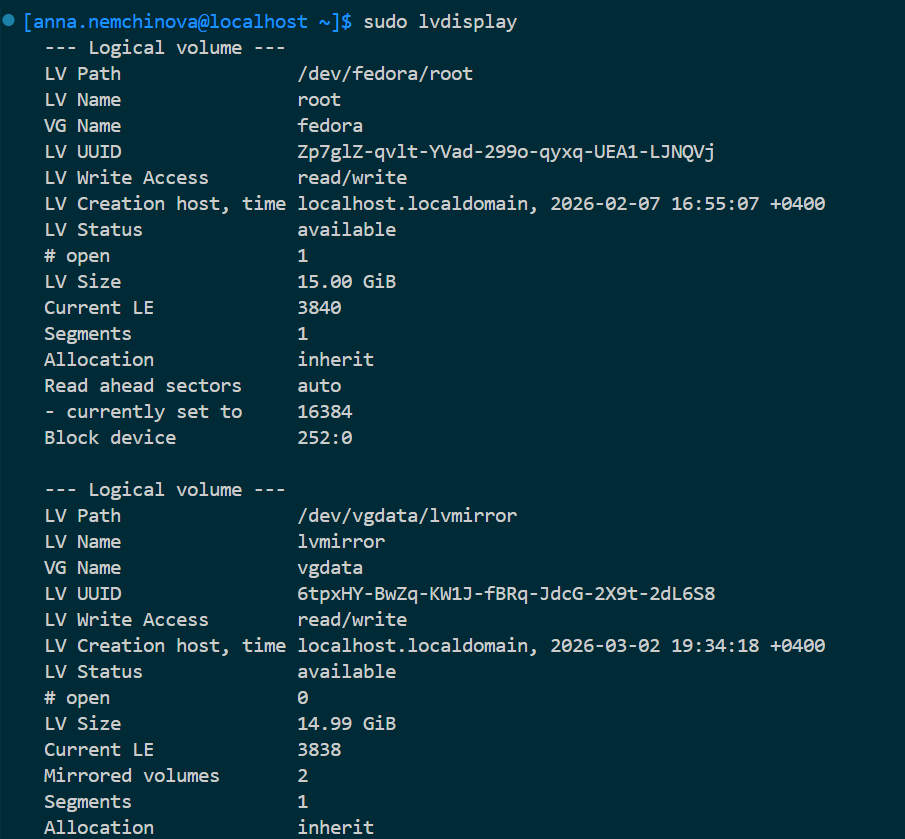 [anna.nemchinova@localhost ~]$ sudo lvdisplay
--- Logical volume ---
LV Path                /dev/fedora/root
LV Name                root
VG Name                fedora
LV UUID                Zp7glZ-qvlt-YVad-299o-qyxq-UEA1-LJNQVj
LV Write Access        read/write
LV Creation host, time localhost.localdomain, 2026-02-07 16:55:07 +0400
LV Status              available
# open                 1
LV Size                15.00 GiB
Current LE             3840
Segments               1
Allocation             inherit
Read ahead sectors     auto
- currently set to     16384
Block device           252:0
--- Logical volume ---
LV Path                /dev/vgdata/lvmirror
LV Name                lvmirror
VG Name                vgdata
LV UUID                6tpxHY-BwZq-KW1J-fBRq-JdcG-2X9t-2dL6S8
LV Write Access        read/write
LV Creation host, time localhost.localdomain, 2026-03-02 19:34:18 +0400
LV Status              available
# open                 0
LV Size                14.99 GiB
Current LE             3838
Mirrored volumes       2
Segments               1
Allocation             inherit